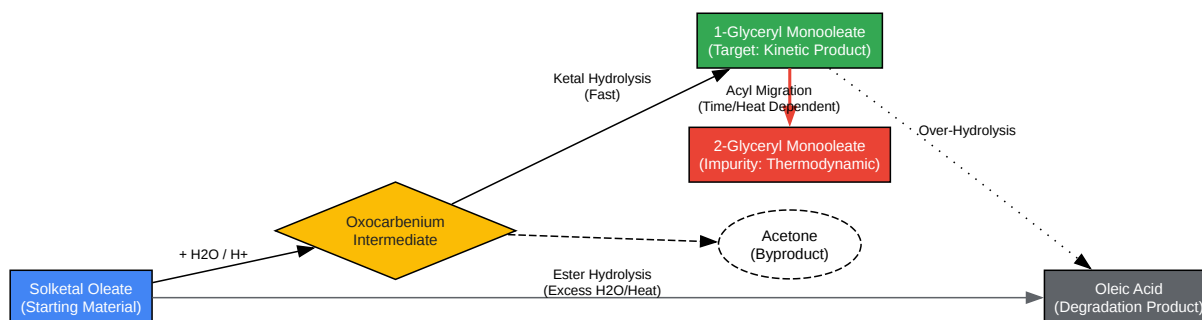 1-Glyceryl Monooleate
(Target: Kinetic Product)
Ketal Hydrolysis
(Fast)
Acyl Migration
(Time/Heat Dependent)
Over-Hydrolysis
2-Glyceryl Monooleate
(Impurity: Thermodynamic)
Oxocarbenium
Intermediate
Acetone
(Byproduct)
+ H2O / H+
Ester Hydrolysis
(Excess H2O/Heat)
Solketal Oleate
(Starting Material)
Oleic Acid
(Degradation Product)